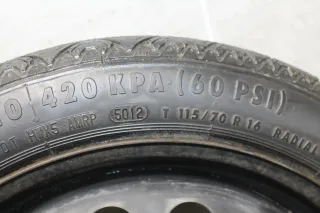 420 KPA (60 PSI)
5012 T 115/70 R 16 RADIAL